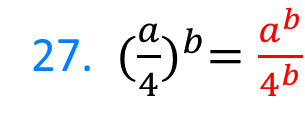 27. (a/4)^b = a^b/4^b